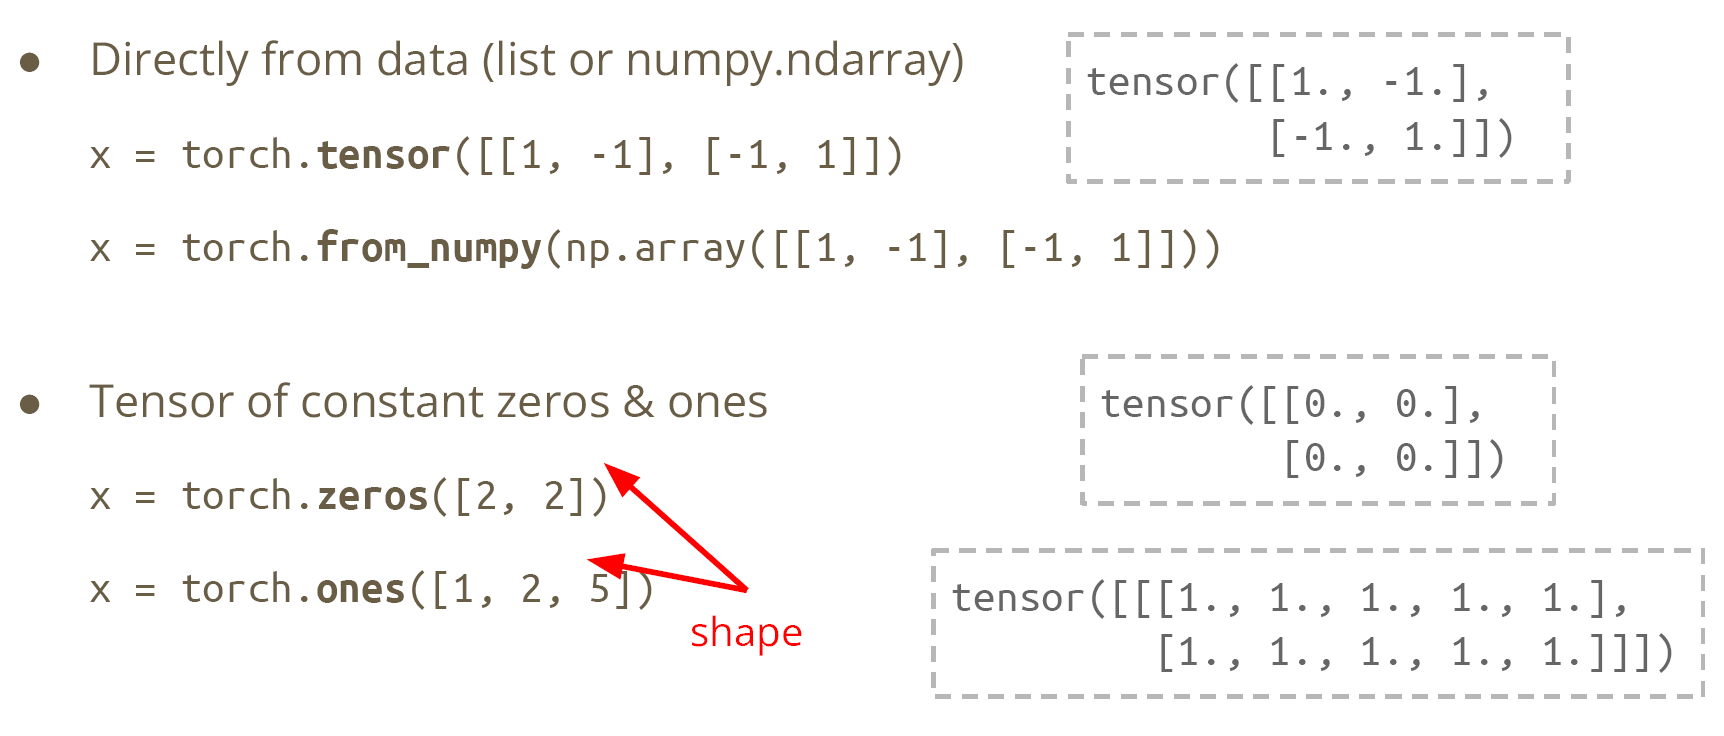 ● Directly from data (list or numpy.ndarray)
x = torch.tensor([[1, -1], [-1, 1]])
x = torch.from_numpy(np.array([[1, -1], [-1, 1]]))
tensor([[1., -1.],
[-1., 1.]])
● Tensor of constant zeros & ones
x = torch.zeros([2, 2])
x = torch.ones([1, 2, 5])
shape
tensor([[0., 0.],
[0., 0.]])
tensor([[[1., 1., 1., 1., 1.],
[1., 1., 1., 1., 1.]]])